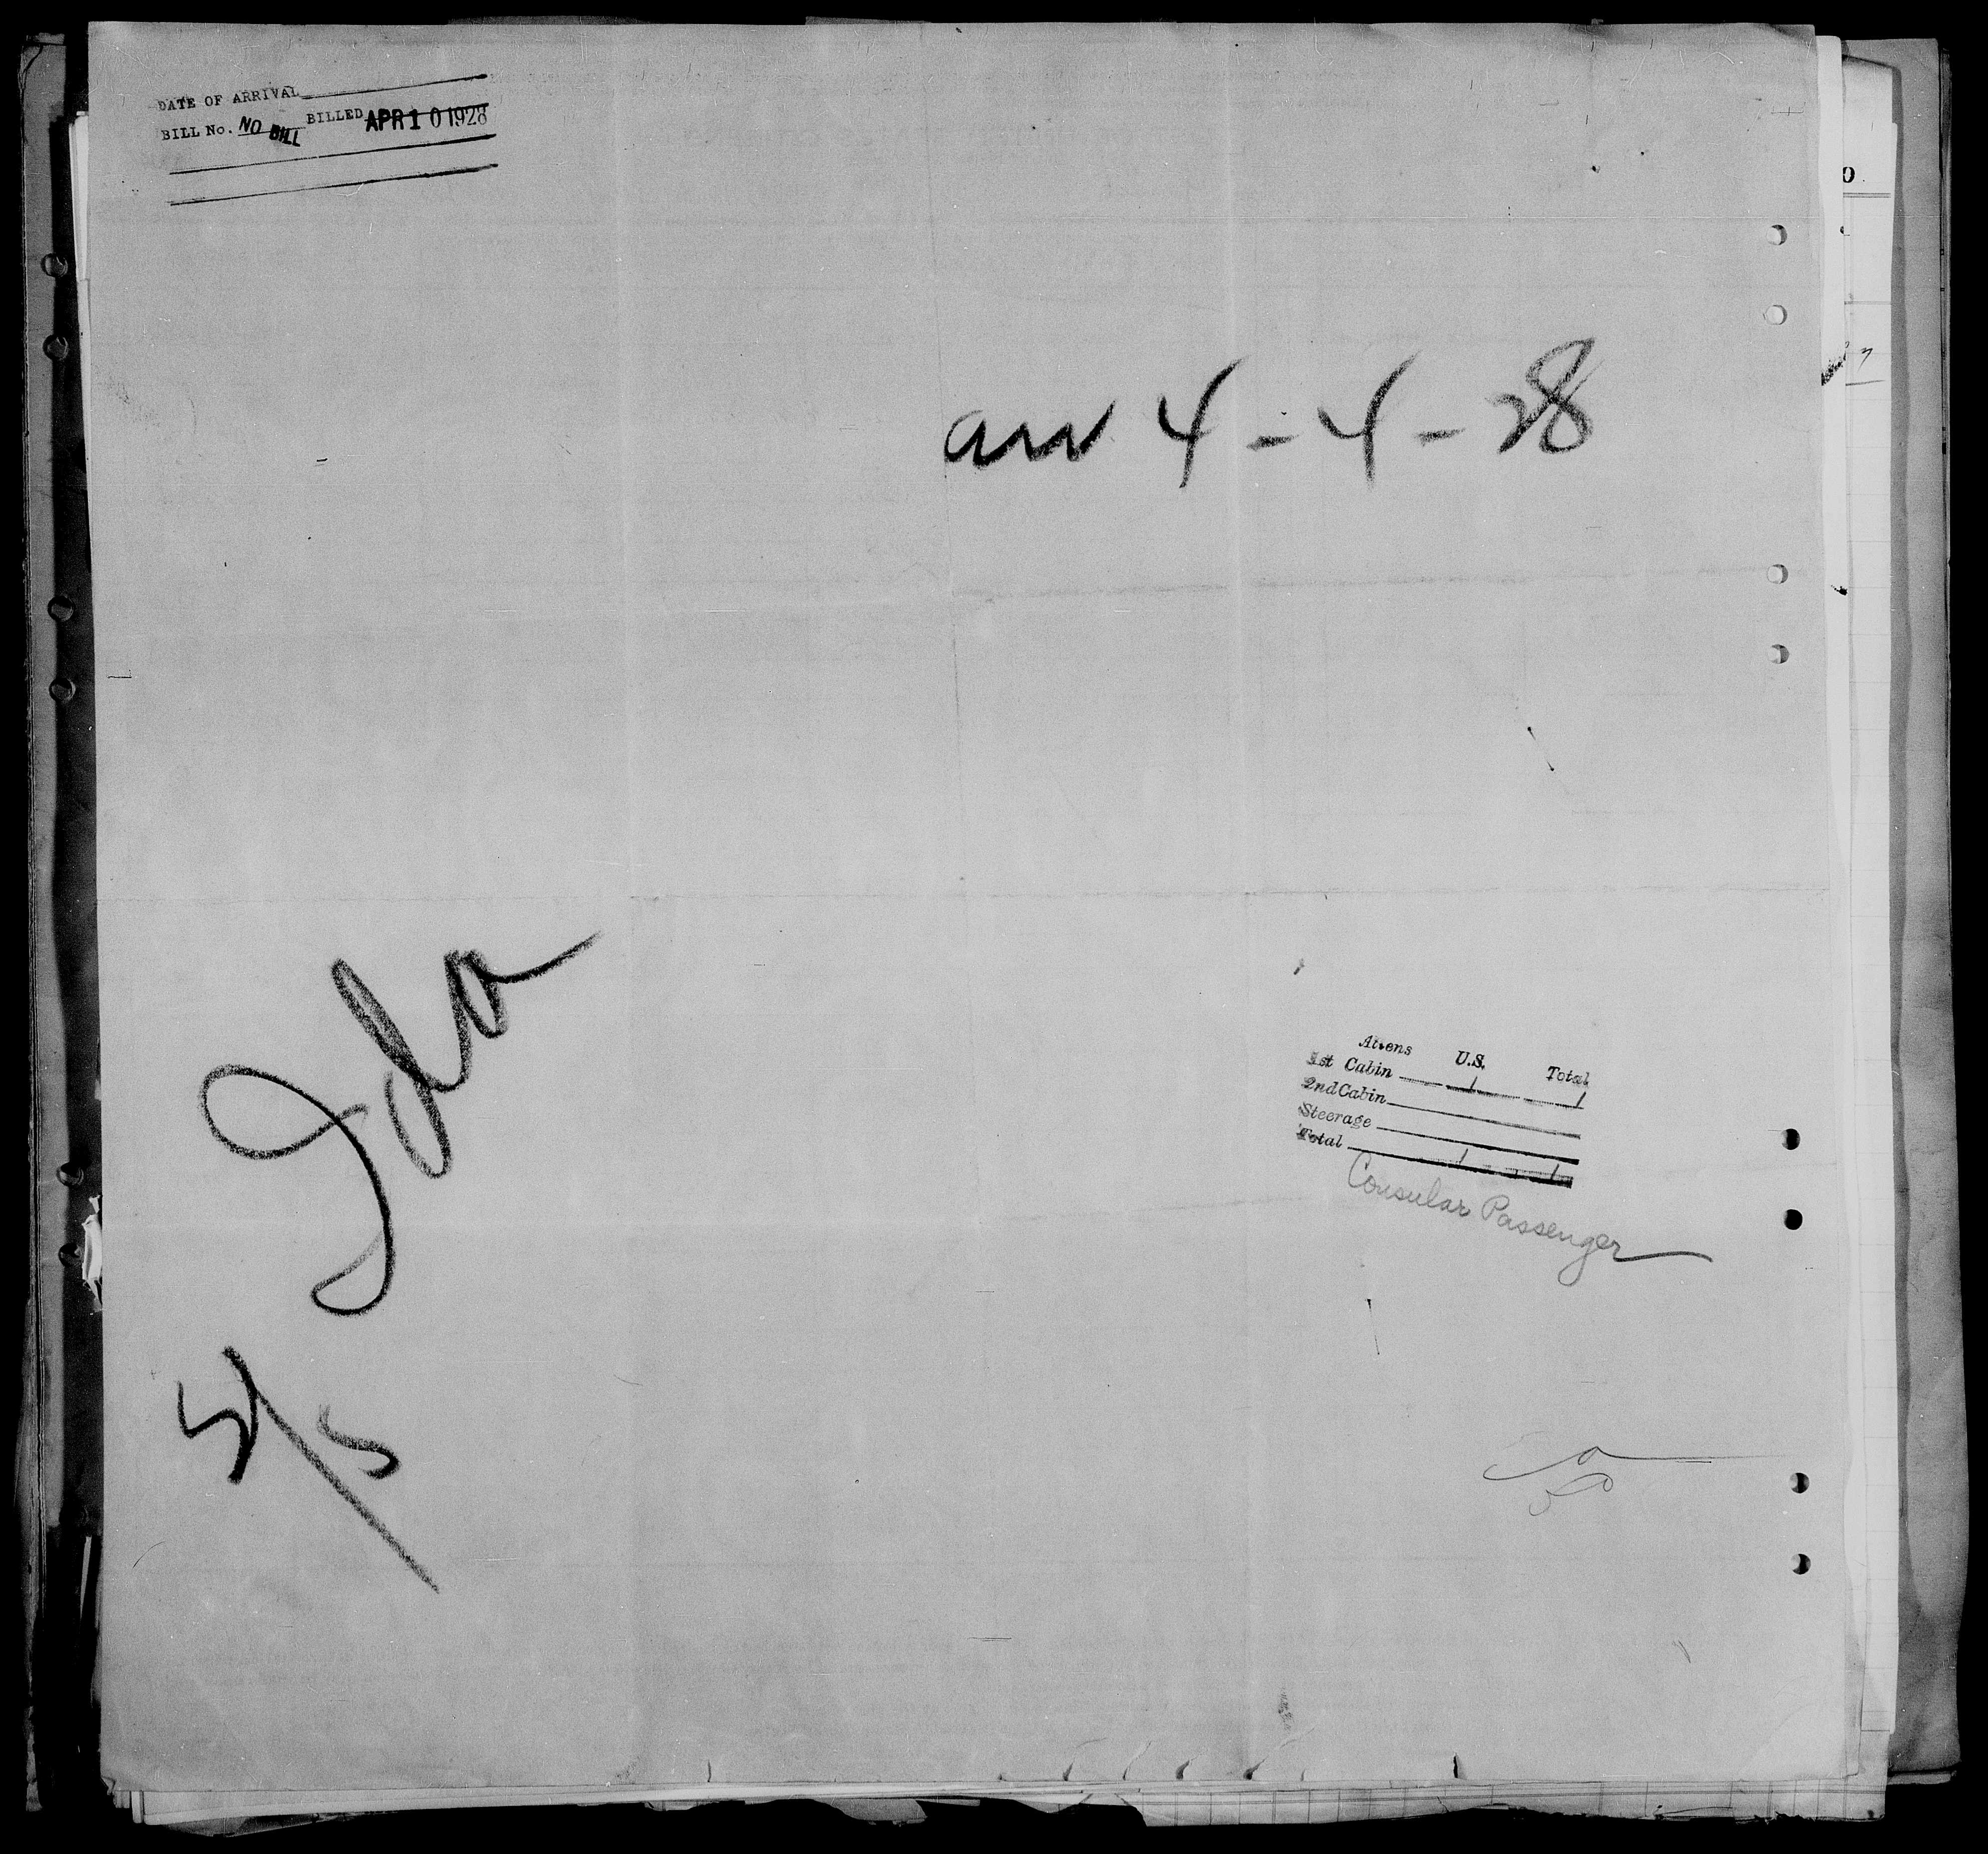 DATE OF ARRIVAL
BILL No. NO BILL BILLED APR 10 1928
arr 4-4-28
Ida
S/S
Aliens U.S. Total
1st Cabin 1 1
2nd Cabin
Steerage
Total 1 1
Consular Passenger